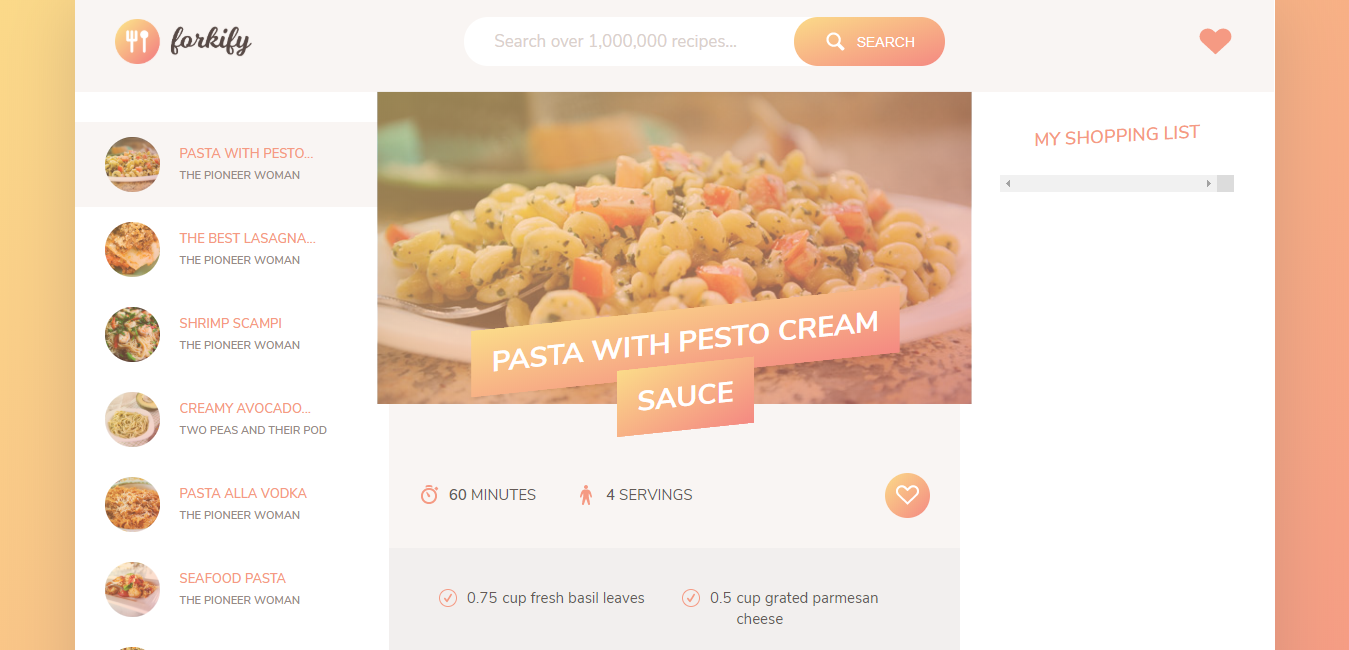 forkify
Search over 1,000,000 recipes...
SEARCH
PASTA WITH PESTO...
THE PIONEER WOMAN
THE BEST LASAGNA...
THE PIONEER WOMAN
SHRIMP SCAMPI
THE PIONEER WOMAN
CREAMY AVOCADO...
TWO PEAS AND THEIR POD
PASTA ALLA VODKA
THE PIONEER WOMAN
SEAFOOD PASTA
THE PIONEER WOMAN
PASTA WITH PESTO CREAM
SAUCE
60 MINUTES
4 SERVINGS
0.75 cup fresh basil leaves
0.5 cup grated parmesan
cheese
MY SHOPPING LIST